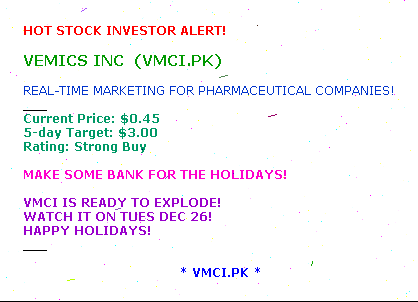 HOT STOCK INVESTOR ALERT!
VEMICS INC (VMCI.PK)
REAL-TIME MARKETING FOR PHARMACEUTICAL COMPANIES!
Current Price: $0.45
5-day Target: $3.00
Rating: Strong Buy
MAKE SOME BANK FOR THE HOLIDAYS!
VMCI IS READY TO EXPLODE!
WATCH IT ON TUES DEC 26!
HAPPY HOLIDAYS!
* VMCI.PK *